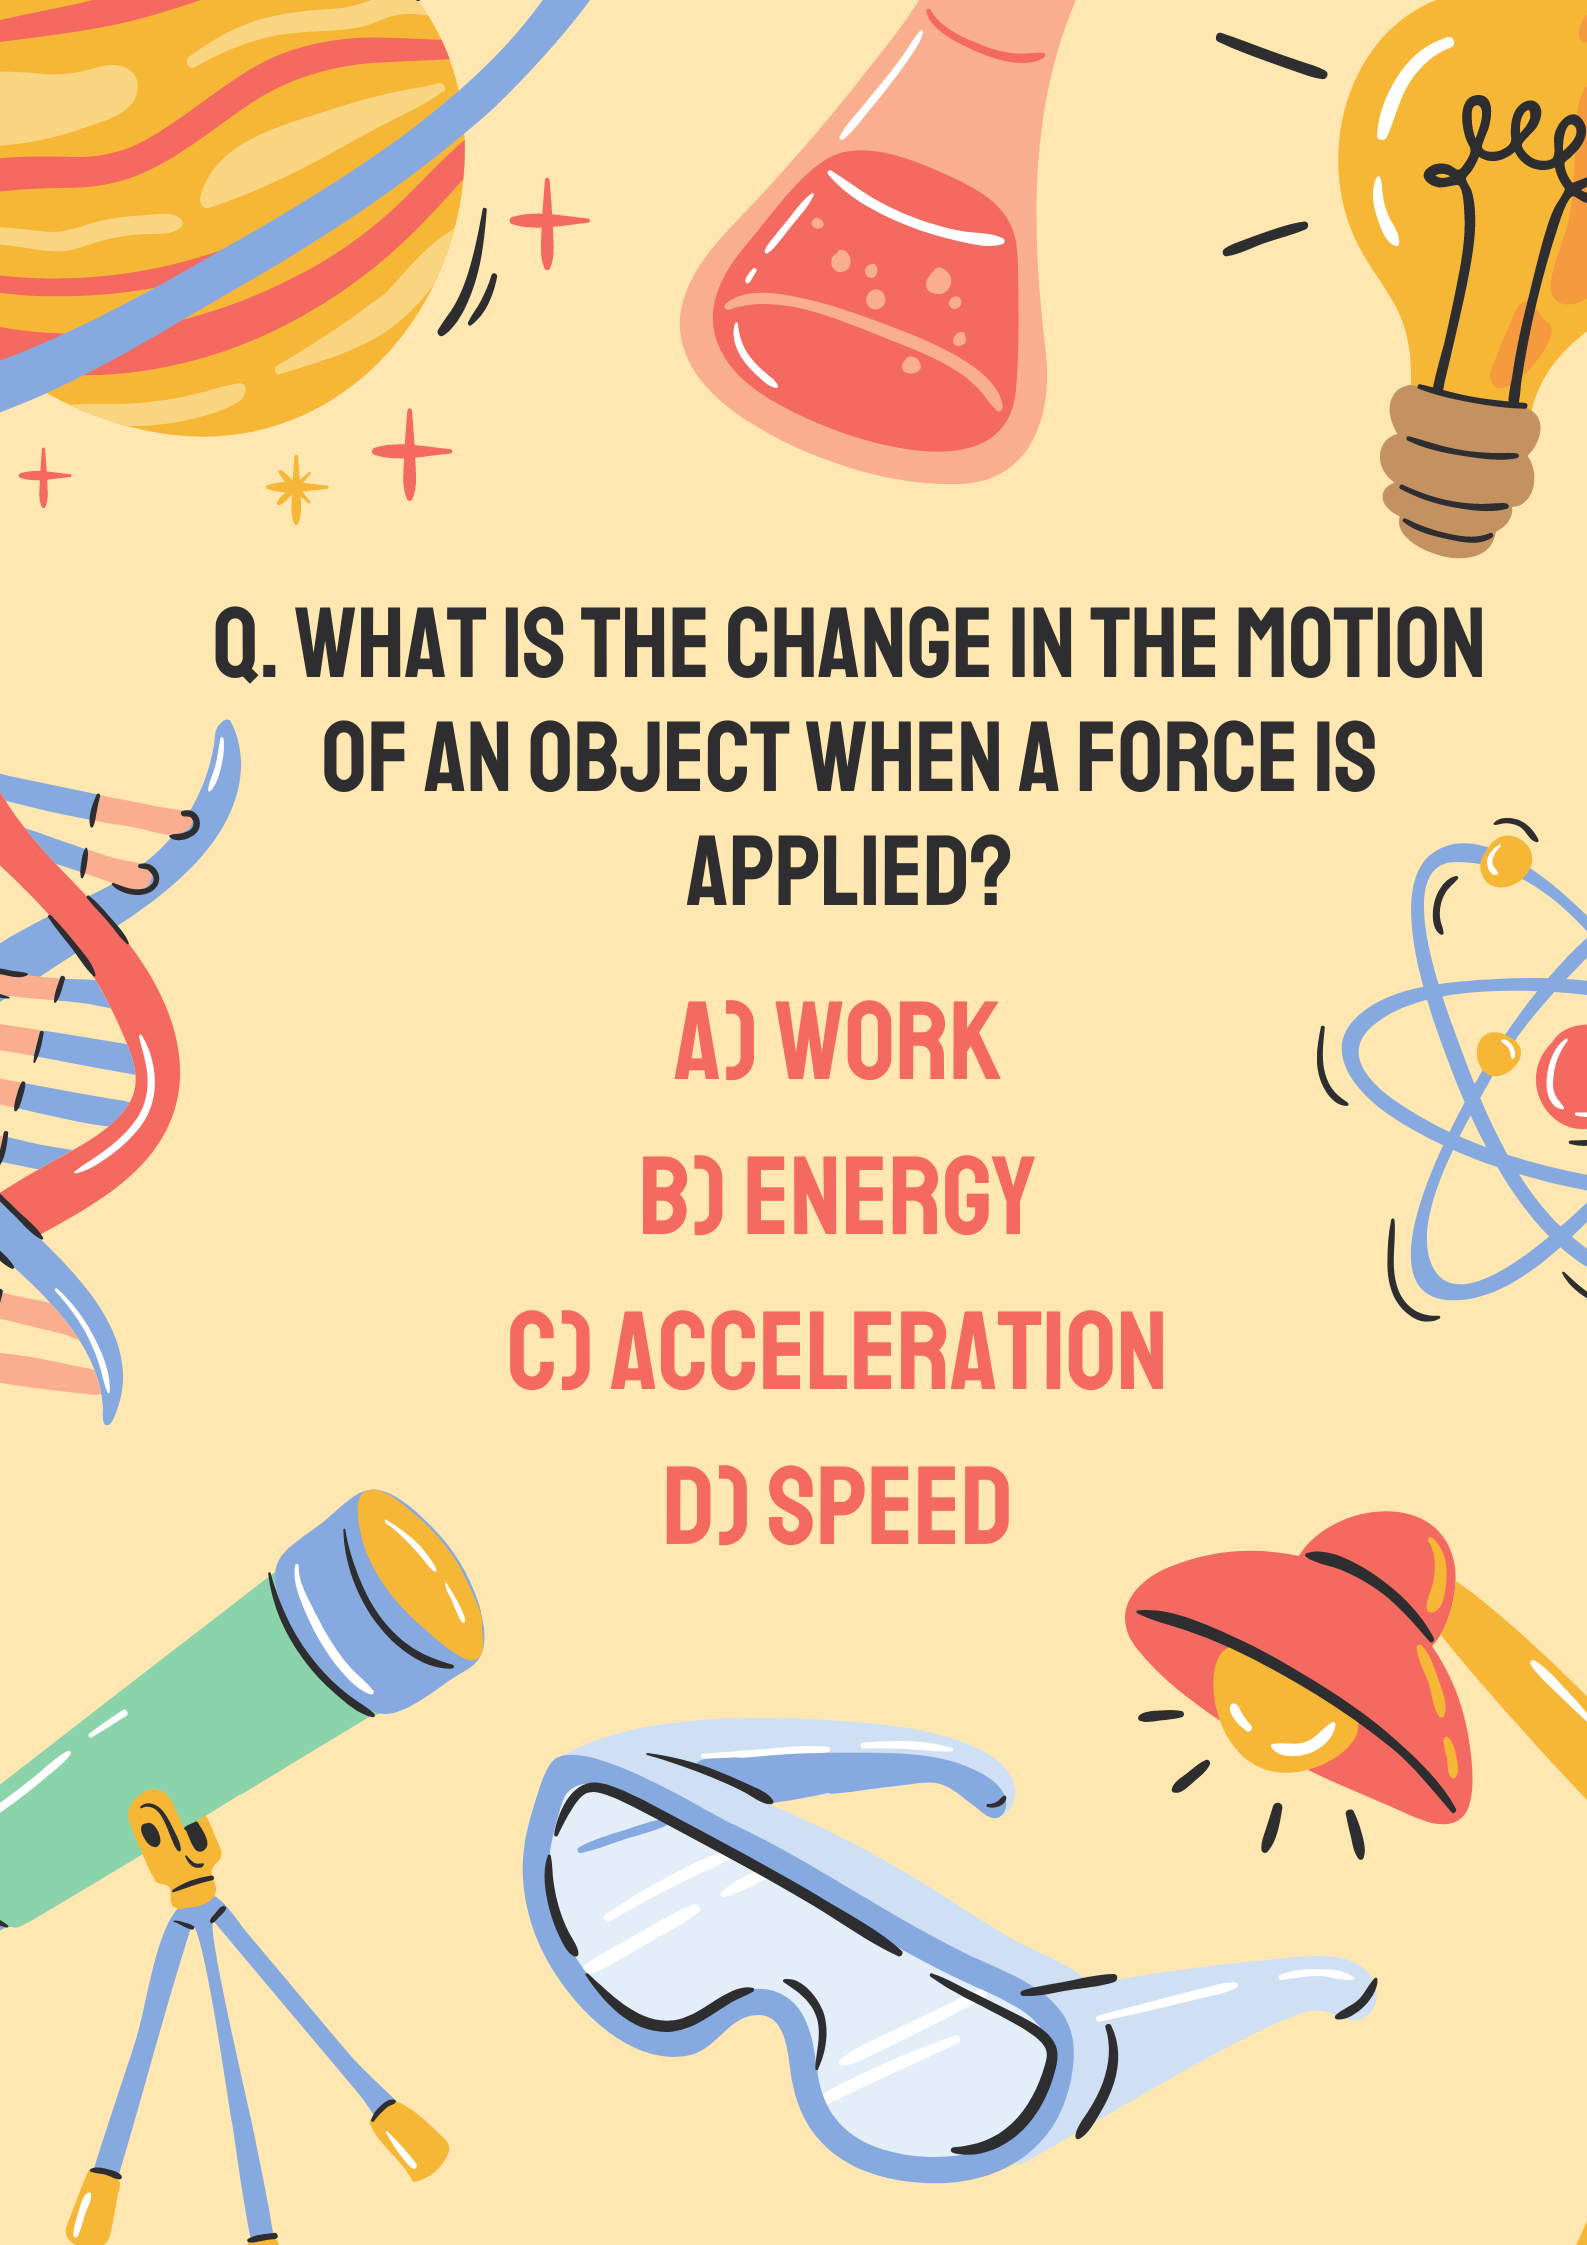 Q. WHAT IS THE CHANGE IN THE MOTION
OF AN OBJECT WHEN A FORCE IS
APPLIED?
A) WORK
B) ENERGY
C) ACCELERATION
D) SPEED